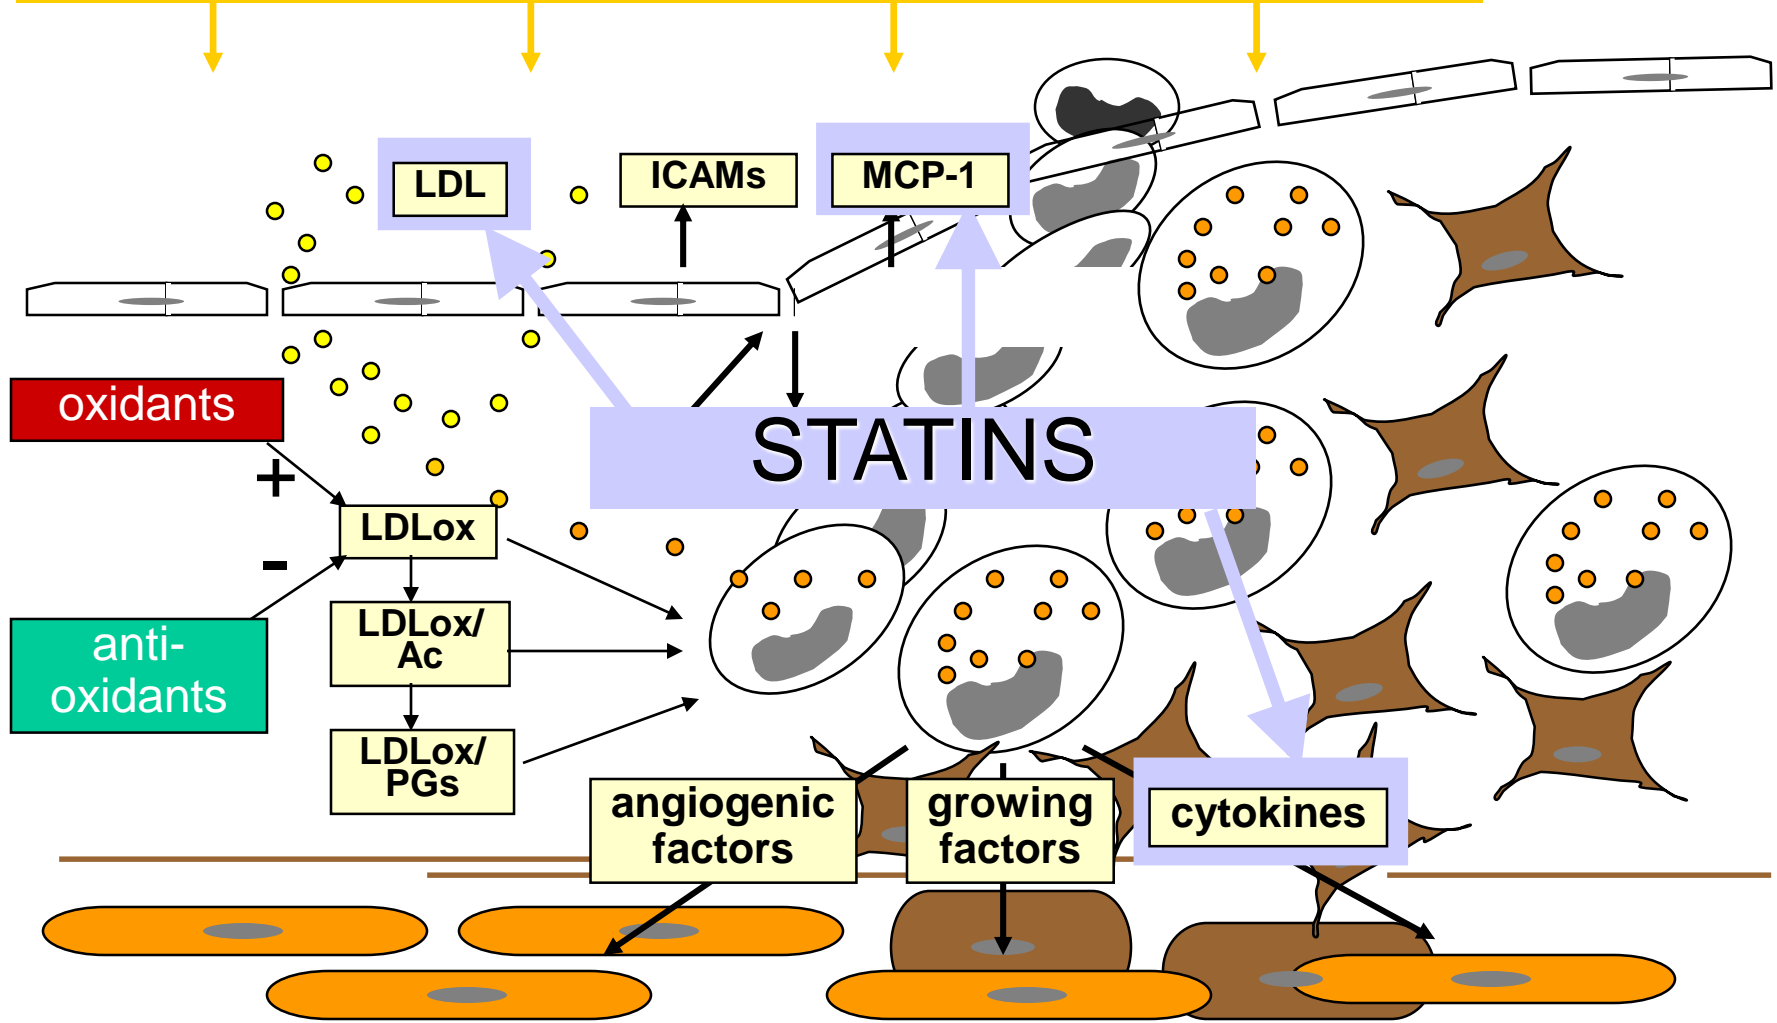 LDL
ICAMs
MCP-1
oxidants
STATINS
+
LDLox
-
anti-
oxidants
LDLox/
Ac
LDLox/
PGs
angiogenic
factors
growing
factors
cytokines